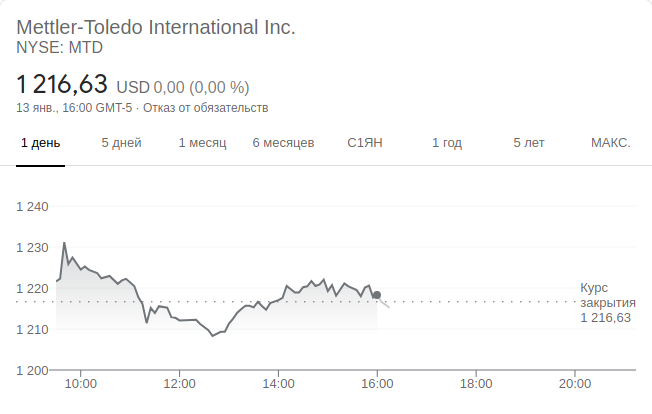 Mettler-Toledo International Inc.
NYSE: MTD
1 216,63 USD 0,00 (0,00 %)
13 янв., 16:00 GMT-5 · Отказ от обязательств
1 день 5 дней 1 месяц 6 месяцев С1ЯН 1 год 5 лет МАКС.
1 240
1 230
1 220
1 210
1 200
Курс
закрытия
1 216,63
10:00 12:00 14:00 16:00 18:00 20:00